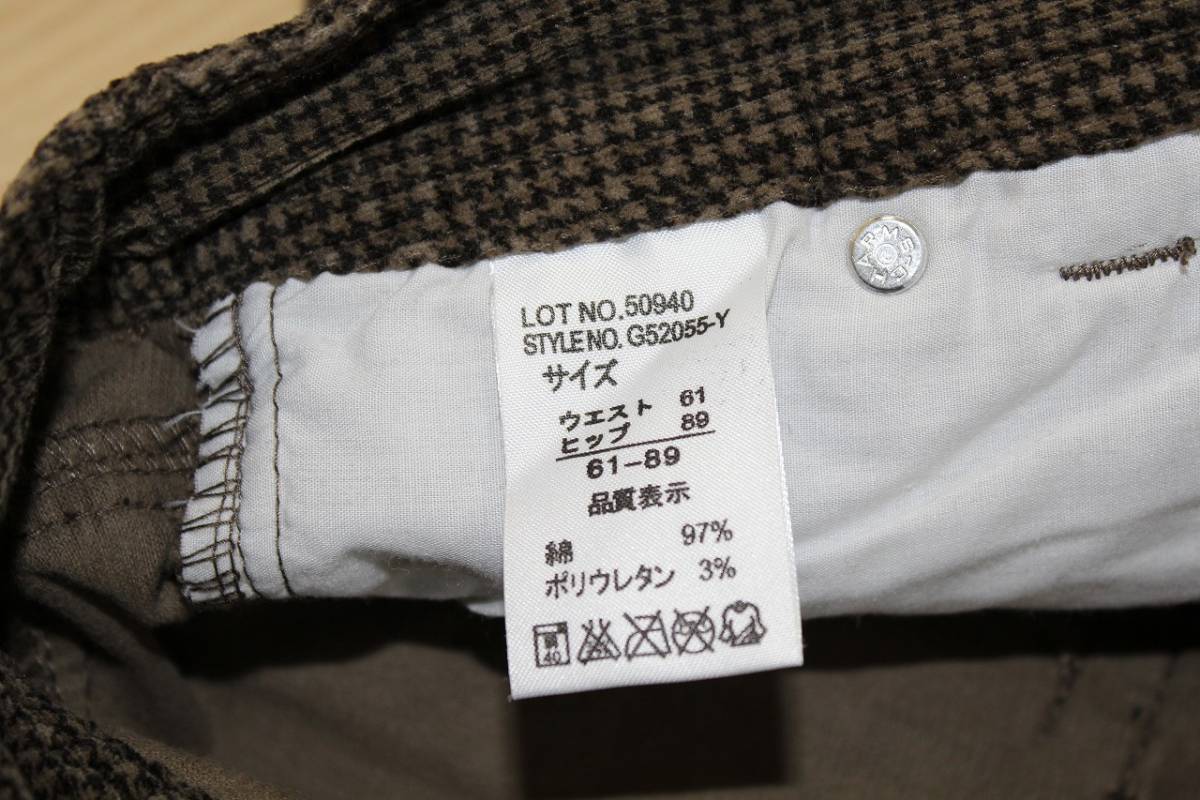 LOT NO.50940
STYLE NO. G52055-Y
サイズ
ウエスト 61
ヒップ 89
61-89
品質表示
綿 97%
ポリウレタン 3%
40